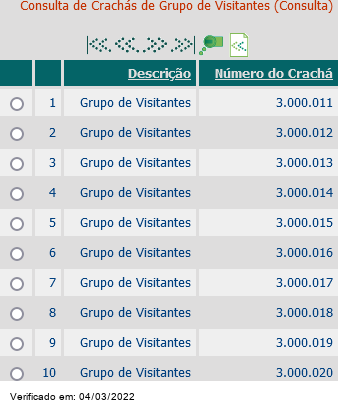 Consulta de Crachás de Grupo de Visitantes (Consulta)
Descrição Número do Crachá
1 Grupo de Visitantes 3.000.011
2 Grupo de Visitantes 3.000.012
3 Grupo de Visitantes 3.000.013
4 Grupo de Visitantes 3.000.014
5 Grupo de Visitantes 3.000.015
6 Grupo de Visitantes 3.000.016
7 Grupo de Visitantes 3.000.017
8 Grupo de Visitantes 3.000.018
9 Grupo de Visitantes 3.000.019
10 Grupo de Visitantes 3.000.020
Verificado em: 04/03/2022